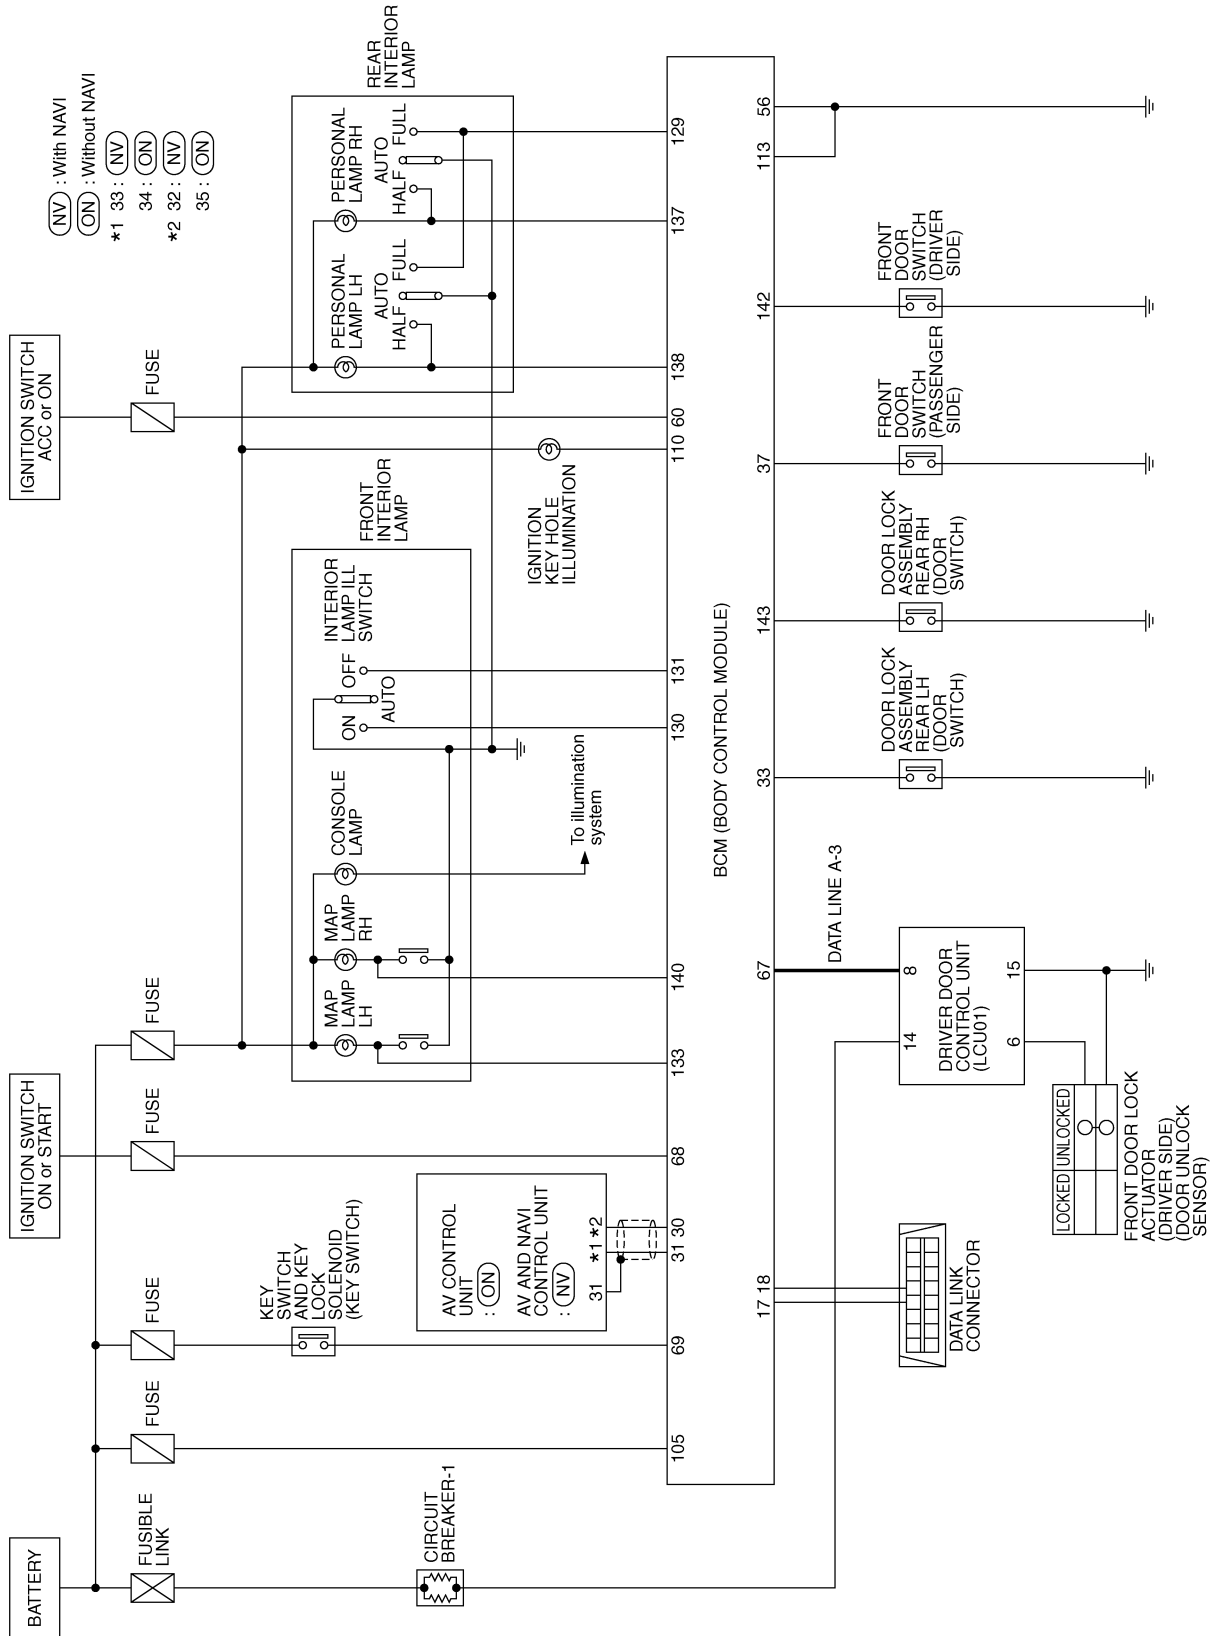 BATTERY
IGNITION SWITCH
ON or START
IGNITION SWITCH
ACC or ON
NV : With NAVI
ON : Without NAVI
*1 33 : NV
34 : ON
*2 32 : NV
35 : ON
FUSIBLE
LINK
FUSE
FUSE
FUSE
FUSE
FUSE
CIRCUIT
BREAKER-1
KEY
SWITCH
AND KEY
LOCK
SOLENOID
(KEY SWITCH)
AV CONTROL
UNIT
: ON
AV AND NAVI
CONTROL UNIT
: NV
31 *1 *2
FRONT
INTERIOR
LAMP
MAP
LAMP
LH
MAP
LAMP
RH
CONSOLE
LAMP
INTERIOR
LAMP ILL
SWITCH
ON OFF
AUTO
To illumination
system
IGNITION
KEY HOLE
ILLUMINATION
REAR
INTERIOR
LAMP
PERSONAL
LAMP LH
AUTO
HALF FULL
PERSONAL
LAMP RH
AUTO
HALF FULL
105 69 31 30 68 133 140 130 131 110 60 138 137 129
BCM (BODY CONTROL MODULE)
17 18 67 33 143 37 142 113 56
DATA LINE A-3
DATA LINK
CONNECTOR
14 8
DRIVER DOOR
CONTROL UNIT
(LCU01)
6 15
LOCKED UNLOCKED
FRONT DOOR LOCK
ACTUATOR
(DRIVER SIDE)
(DOOR UNLOCK
SENSOR)
DOOR LOCK
ASSEMBLY
REAR LH
(DOOR
SWITCH)
DOOR LOCK
ASSEMBLY
REAR RH
(DOOR
SWITCH)
FRONT
DOOR
SWITCH
(PASSENGER
SIDE)
FRONT
DOOR
SWITCH
(DRIVER
SIDE)